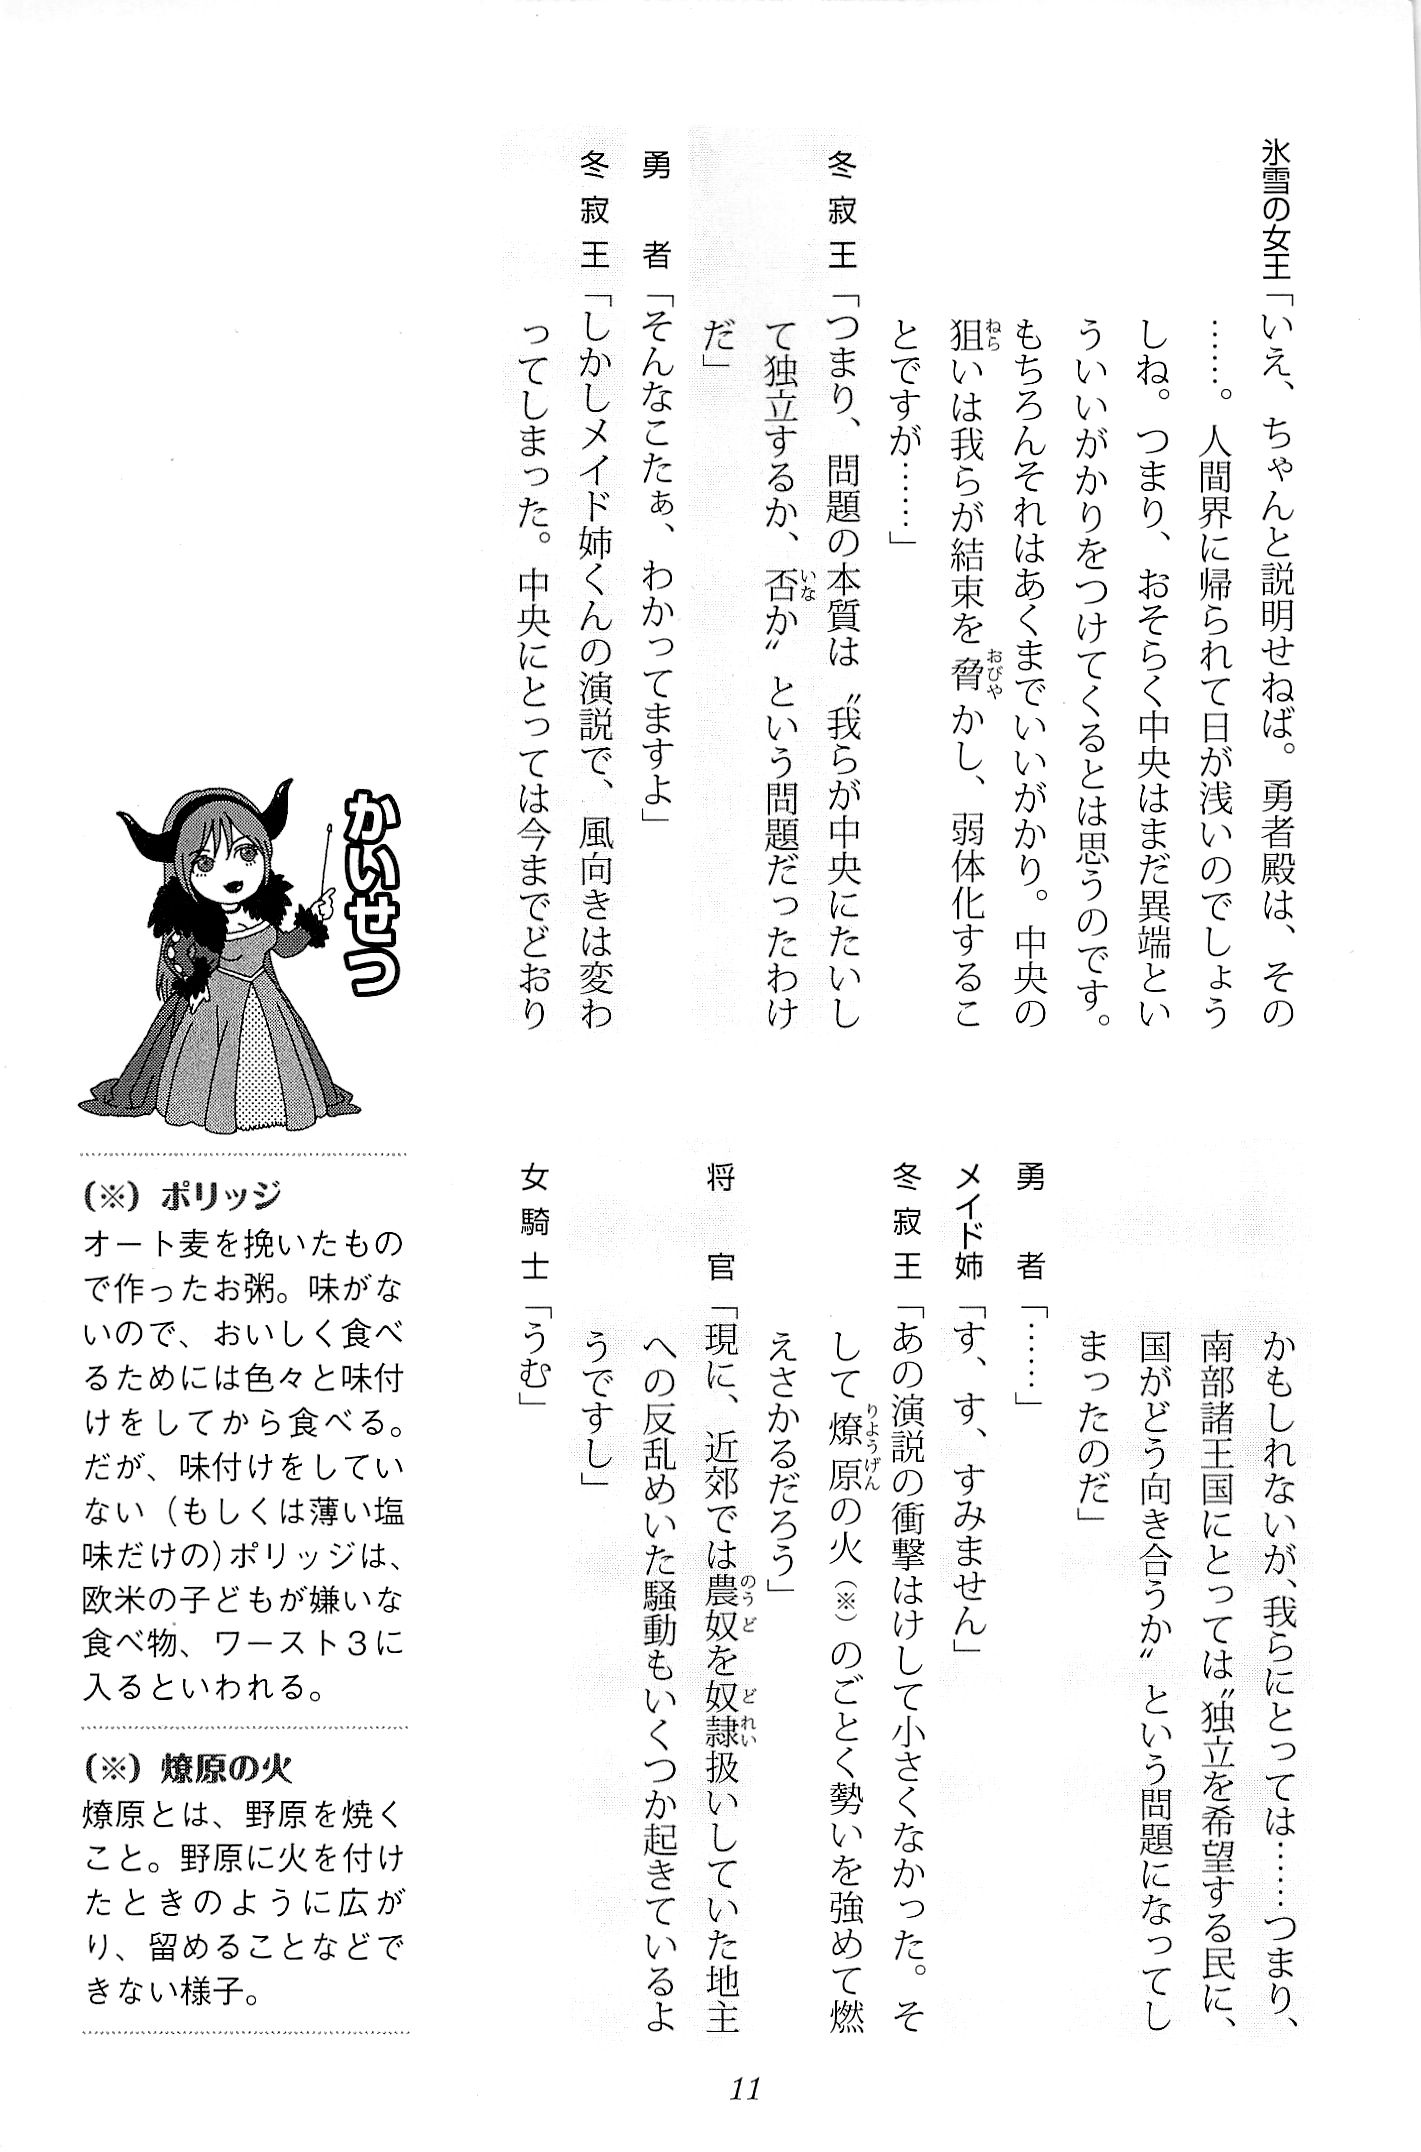 氷雪の女王「いえ、ちゃんと説明せねば。勇者殿は、その
……。人間界に帰られて日が浅いのでしょう
しね。つまり、おそらく中央はまだ異端とい
ういいがかりをつけてくるとは思うのです。
もちろんそれはあくまでいいがかり。中央の
狙いは我らが結束を脅かし、弱体化するこ
とですが……」
冬寂王「つまり、問題の本質は〝我らが中央にたいし
て独立するか、否か〟という問題だったわけ
だ」
勇者「そんなこたぁ、わかってますよ」
冬寂王「しかしメイド姉くんの演説で、風向きは変わ
ってしまった。中央にとっては今までどおり
かもしれないが、我らにとっては……つまり、
南部諸王国にとっては〝独立を希望する民に、
国がどう向き合うか〟という問題になってし
まったのだ」
勇者「……」
メイド姉「す、す、すみません」
冬寂王「あの演説の衝撃はけして小さくなかった。そ
して燎原の火（※）のごとく勢いを強めて燃
えさかるだろう」
将官「現に、近郊では農奴を奴隷扱いしていた地主
への反乱めいた騒動もいくつか起きているよ
うですし」
女騎士「うむ」
かいせつ
（※）ポリッジ
オート麦を挽いたもの
で作ったお粥。味がな
いので、おいしく食べ
るためには色々と味付
けをしてから食べる。
だが、味付けをしてい
ない（もしくは薄い塩
味だけの）ポリッジは、
欧米の子どもが嫌いな
食べ物、ワースト３に
入るといわれる。
（※）燎原の火
燎原とは、野原を焼く
こと。野原に火を付け
たときのように広が
り、留めることなどで
きない様子。
11